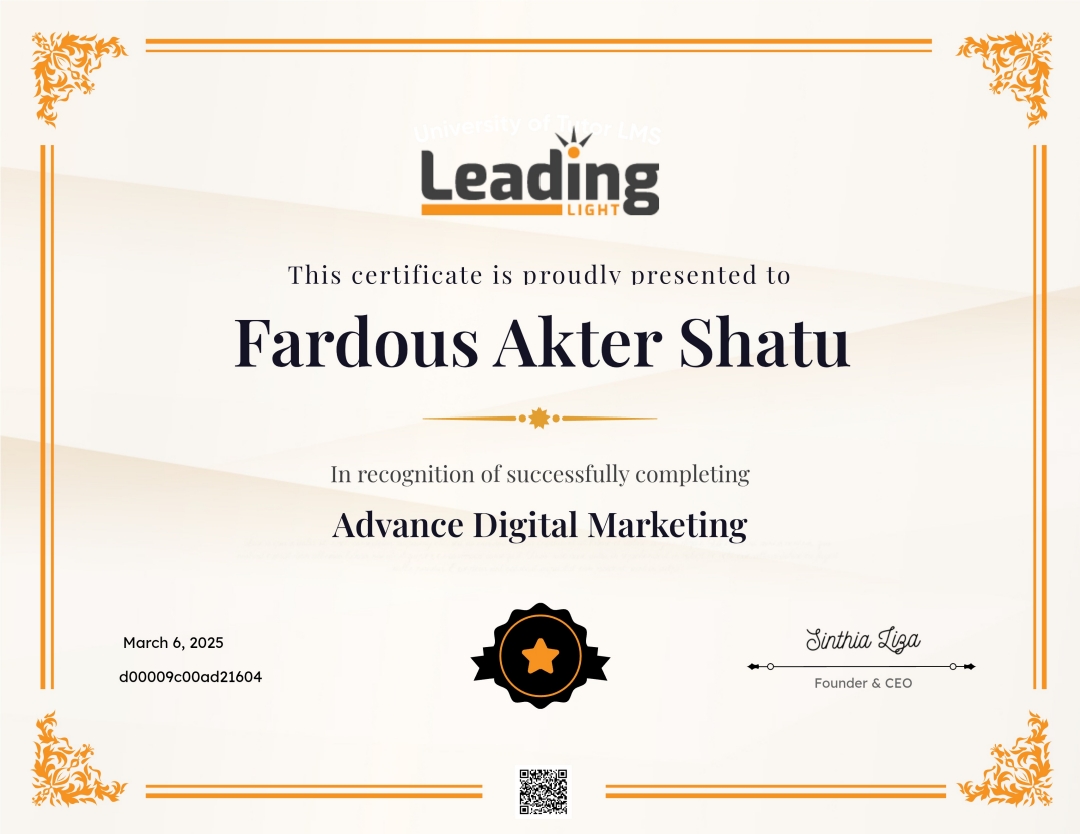 University of Tutor LMS
Leading
LIGHT
This certificate is proudly presented to
Fardous Akter Shatu
In recognition of successfully completing
Advance Digital Marketing
March 6, 2025
d00009c00ad21604
Sinthia Liza
Founder & CEO